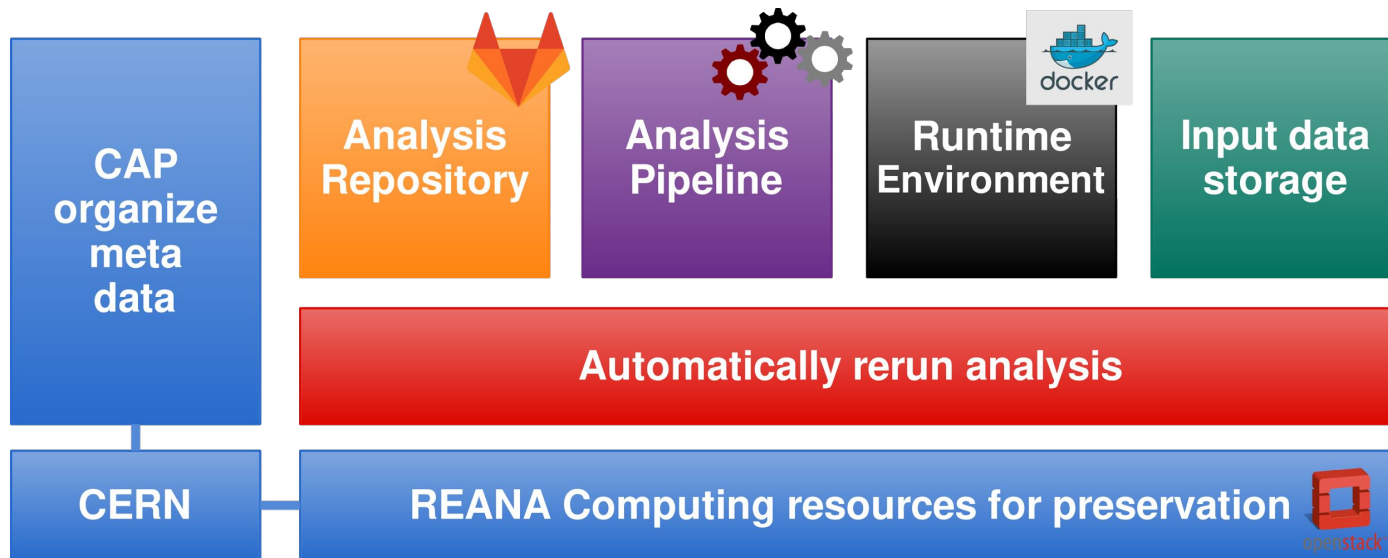 CAP
organize
meta
data
Analysis
Repository
Analysis
Pipeline
docker
Runtime
Environment
Input data
storage
Automatically rerun analysis
CERN
REANA Computing resources for preservation
openstack